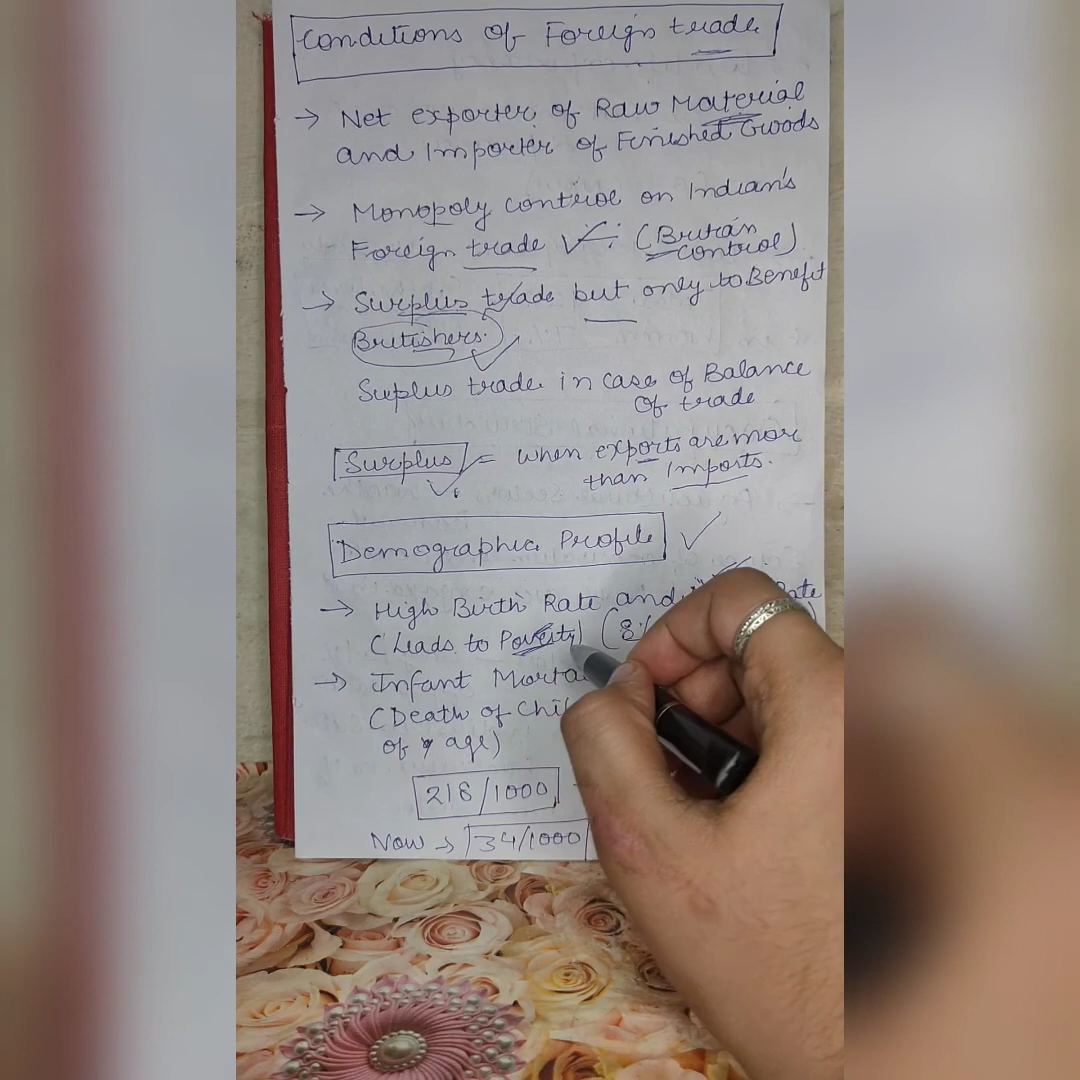 Conditions of Foreign trade
→ Net exporter of Raw Material
and Importer of Finished Goods
→ Monopoly control on Indian's
Foreign trade (Britain
control)
→ Surplus trade but only to Benefit
Britishers.
Suplus trade in case of Balance
of trade
Surplus = when exports are more
than Imports.
Demographic Profile
→ High Birth Rate and Rate
(Leads to Poverty) (8%
→ Infant
(Death of
of age)
218/1000
Now → 34/1000